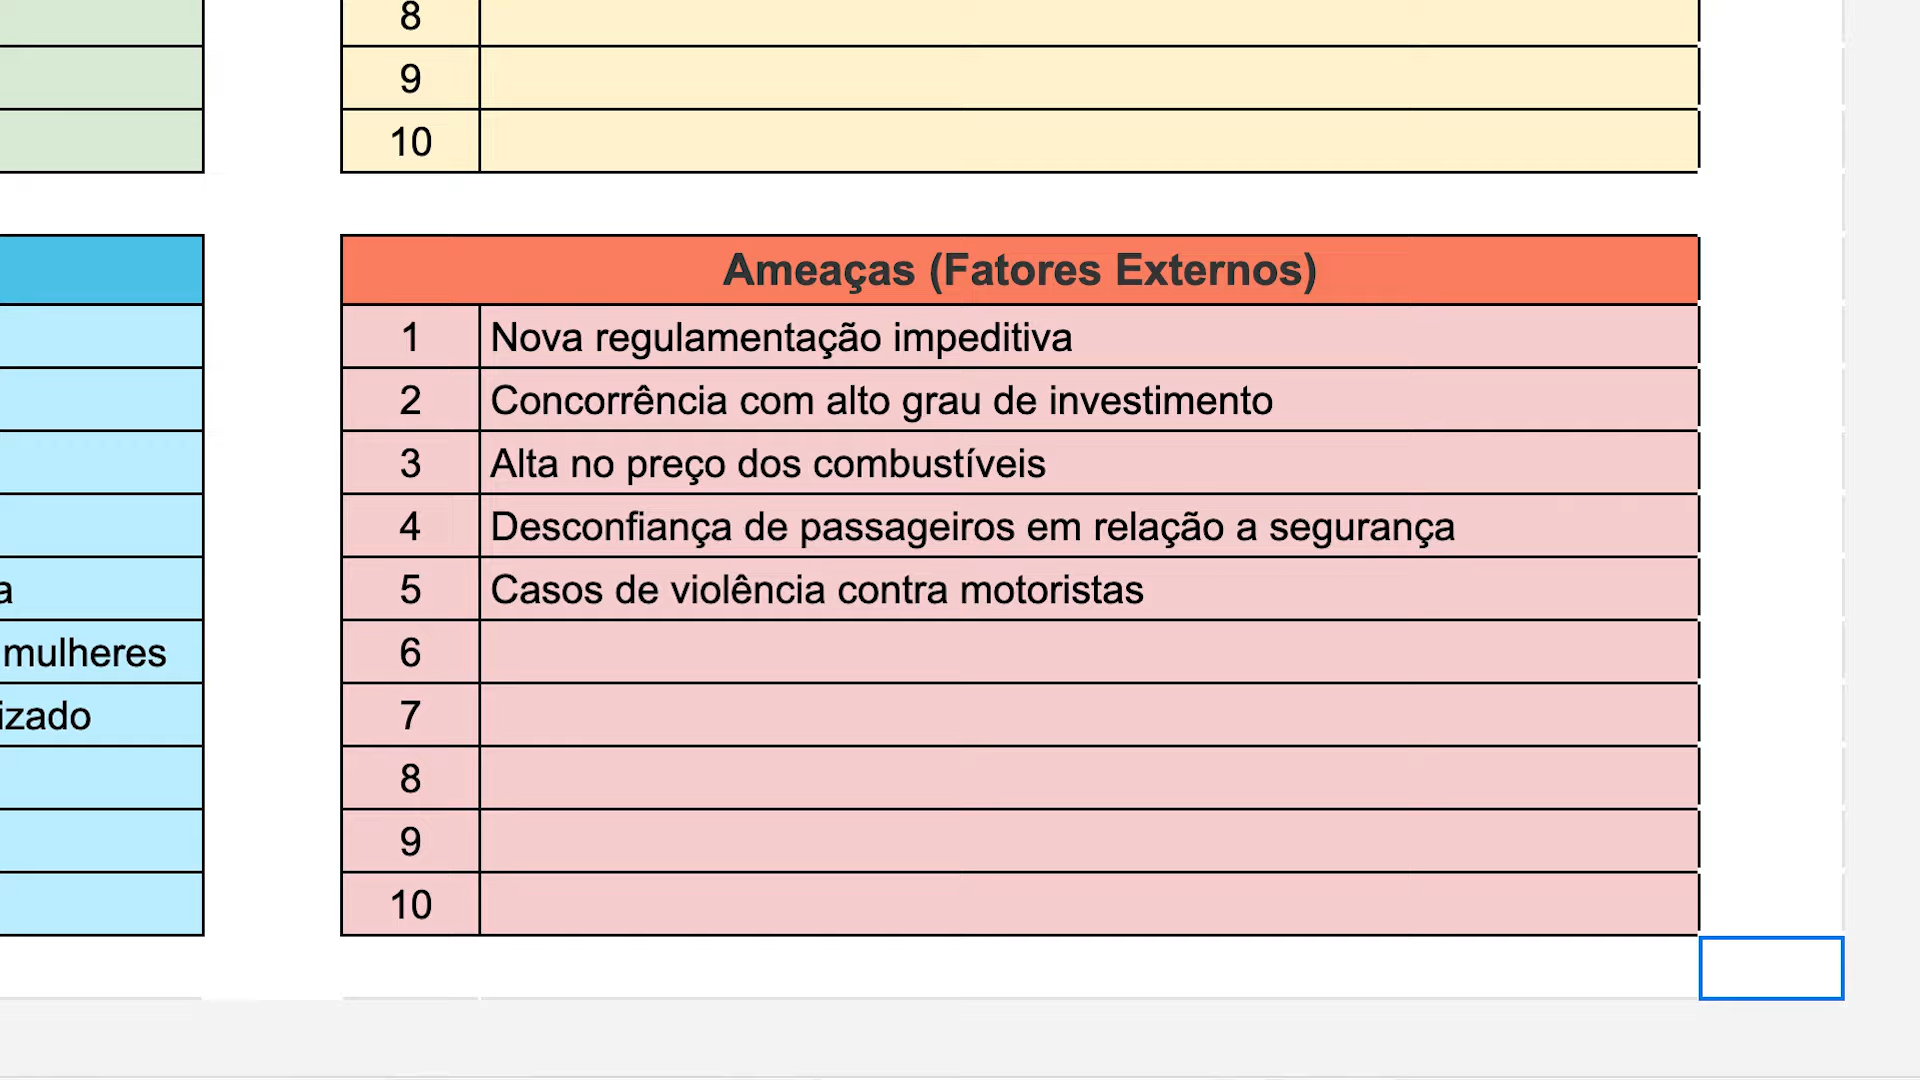 8
9
10
Ameaças (Fatores Externos)
1 Nova regulamentação impeditiva
2 Concorrência com alto grau de investimento
3 Alta no preço dos combustíveis
4 Desconfiança de passageiros em relação a segurança
a
5 Casos de violência contra motoristas
mulheres
6
izado
7
8
9
10